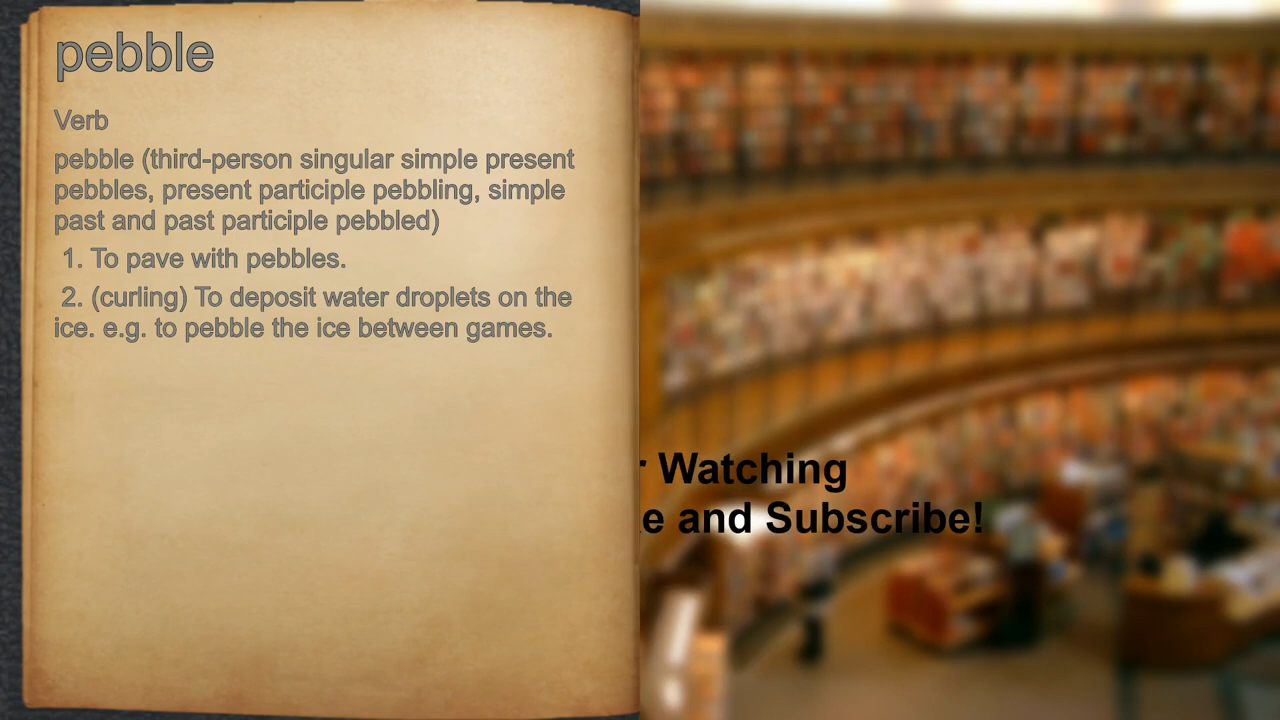 pebble
Verb
pebble (third-person singular simple present
pebbles, present participle pebbling, simple
past and past participle pebbled)
1. To pave with pebbles.
2. (curling) To deposit water droplets on the
ice. e.g. to pebble the ice between games.
r Watching
e and Subscribe!